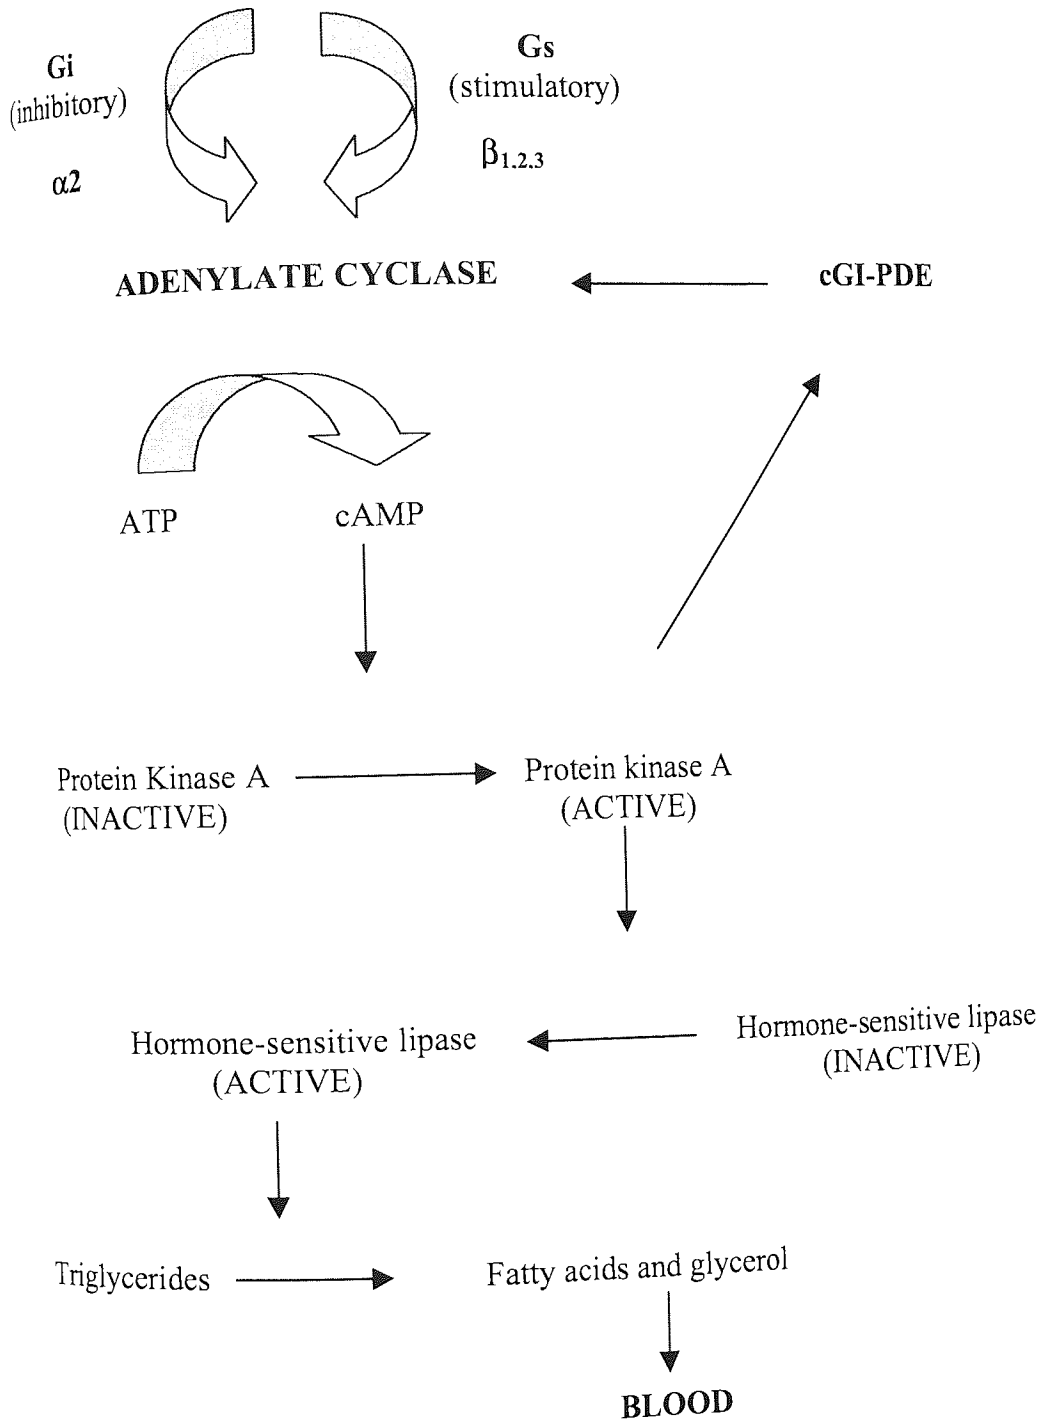 Gi
(inhibitory)
α2
Gs
(stimulatory)
β1,2,3
ADENYLATE CYCLASE
cGI-PDE
ATP
cAMP
Protein Kinase A
(INACTIVE)
Protein kinase A
(ACTIVE)
Hormone-sensitive lipase
(ACTIVE)
Hormone-sensitive lipase
(INACTIVE)
Triglycerides
Fatty acids and glycerol
BLOOD